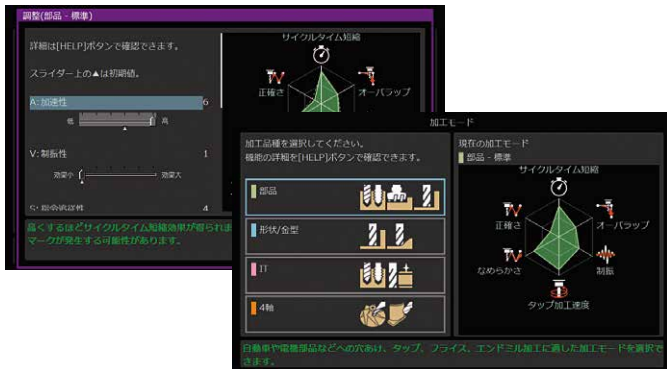 調整(部品 - 標準)
詳細は[HELP]ボタンで確認できます。
スライダー上の▲は初期値。
A: 加速性 6
低 高
V: 制振性 1
効果小 効果大
4
高くするほどサイクルタイム短縮効果が得られま
マークが発生する可能性があります。
サイクルタイム短縮
正確さ
オーバラップ
加工モード
加工品種を選択してください。
機能の詳細を[HELP]ボタンで確認できます。
部品
形状/金型
IT
4軸
現在の加工モード
部品 - 標準
サイクルタイム短縮
正確さ
オーバラップ
なめらかさ
制振
タップ加工速度
自動車や電機部品などへの穴あけ、タップ、フライス、エンドミル加工に適した加工モードを選択で
きます。